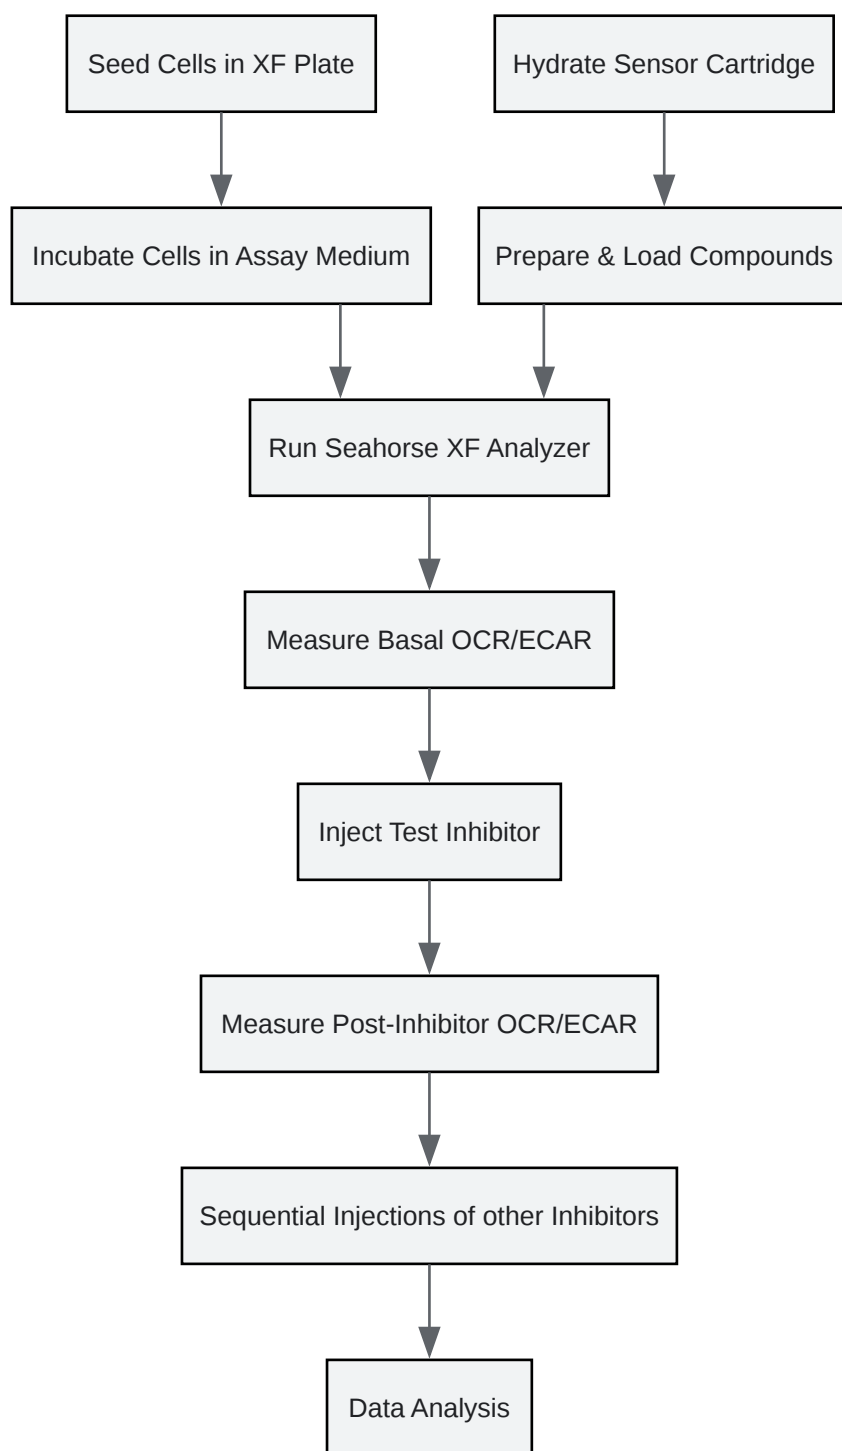 Seed Cells in XF Plate
Hydrate Sensor Cartridge
Incubate Cells in Assay Medium
Prepare & Load Compounds
Run Seahorse XF Analyzer
Measure Basal OCR/ECAR
Inject Test Inhibitor
Measure Post-Inhibitor OCR/ECAR
Sequential Injections of other Inhibitors
Data Analysis